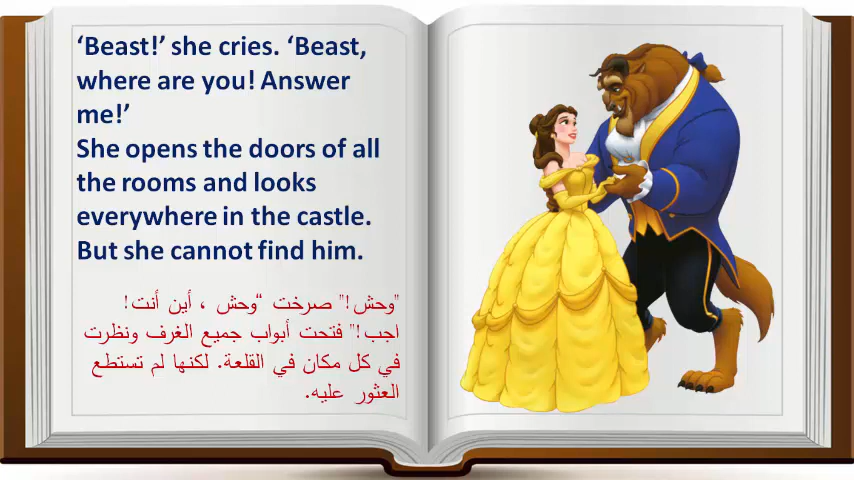 ‘Beast!’ she cries. ‘Beast,
where are you! Answer
me!’
She opens the doors of all
the rooms and looks
everywhere in the castle.
But she cannot find him.
"وحش!" صرخت “وحش ، أين أنت!
اجب!" فتحت أبواب جميع الغرف ونظرت
في كل مكان في القلعة. لكنها لم تستطع
العثور عليه.